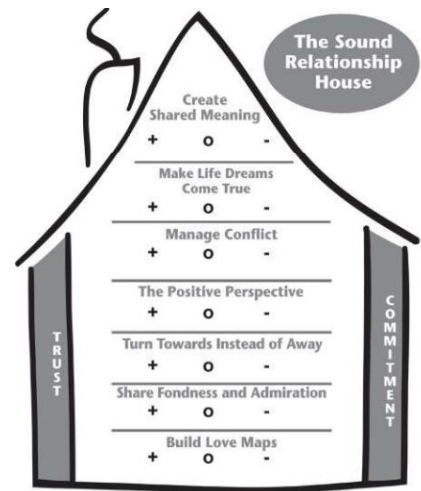 The Sound
Relationship
House
Create
Shared Meaning
+ o -
Make Life Dreams
Come True
+ o -
Manage Conflict
+ o -
The Positive Perspective
+ o -
Turn Towards Instead of Away
+ o -
Share Fondness and Admiration
+ o -
Build Love Maps
+ o -
TRUST
COMMITMENT